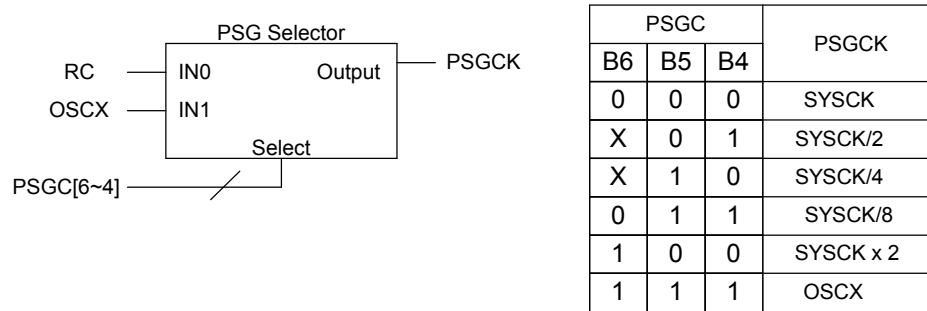 PSG Selector
RC IN0 Output PSGCK
OSCX IN1
Select
PSGC[6~4]
PSGC PSGCK
B6 B5 B4
0 0 0 SYSCK
X 0 1 SYSCK/2
X 1 0 SYSCK/4
0 1 1 SYSCK/8
1 0 0 SYSCK x 2
1 1 1 OSCX